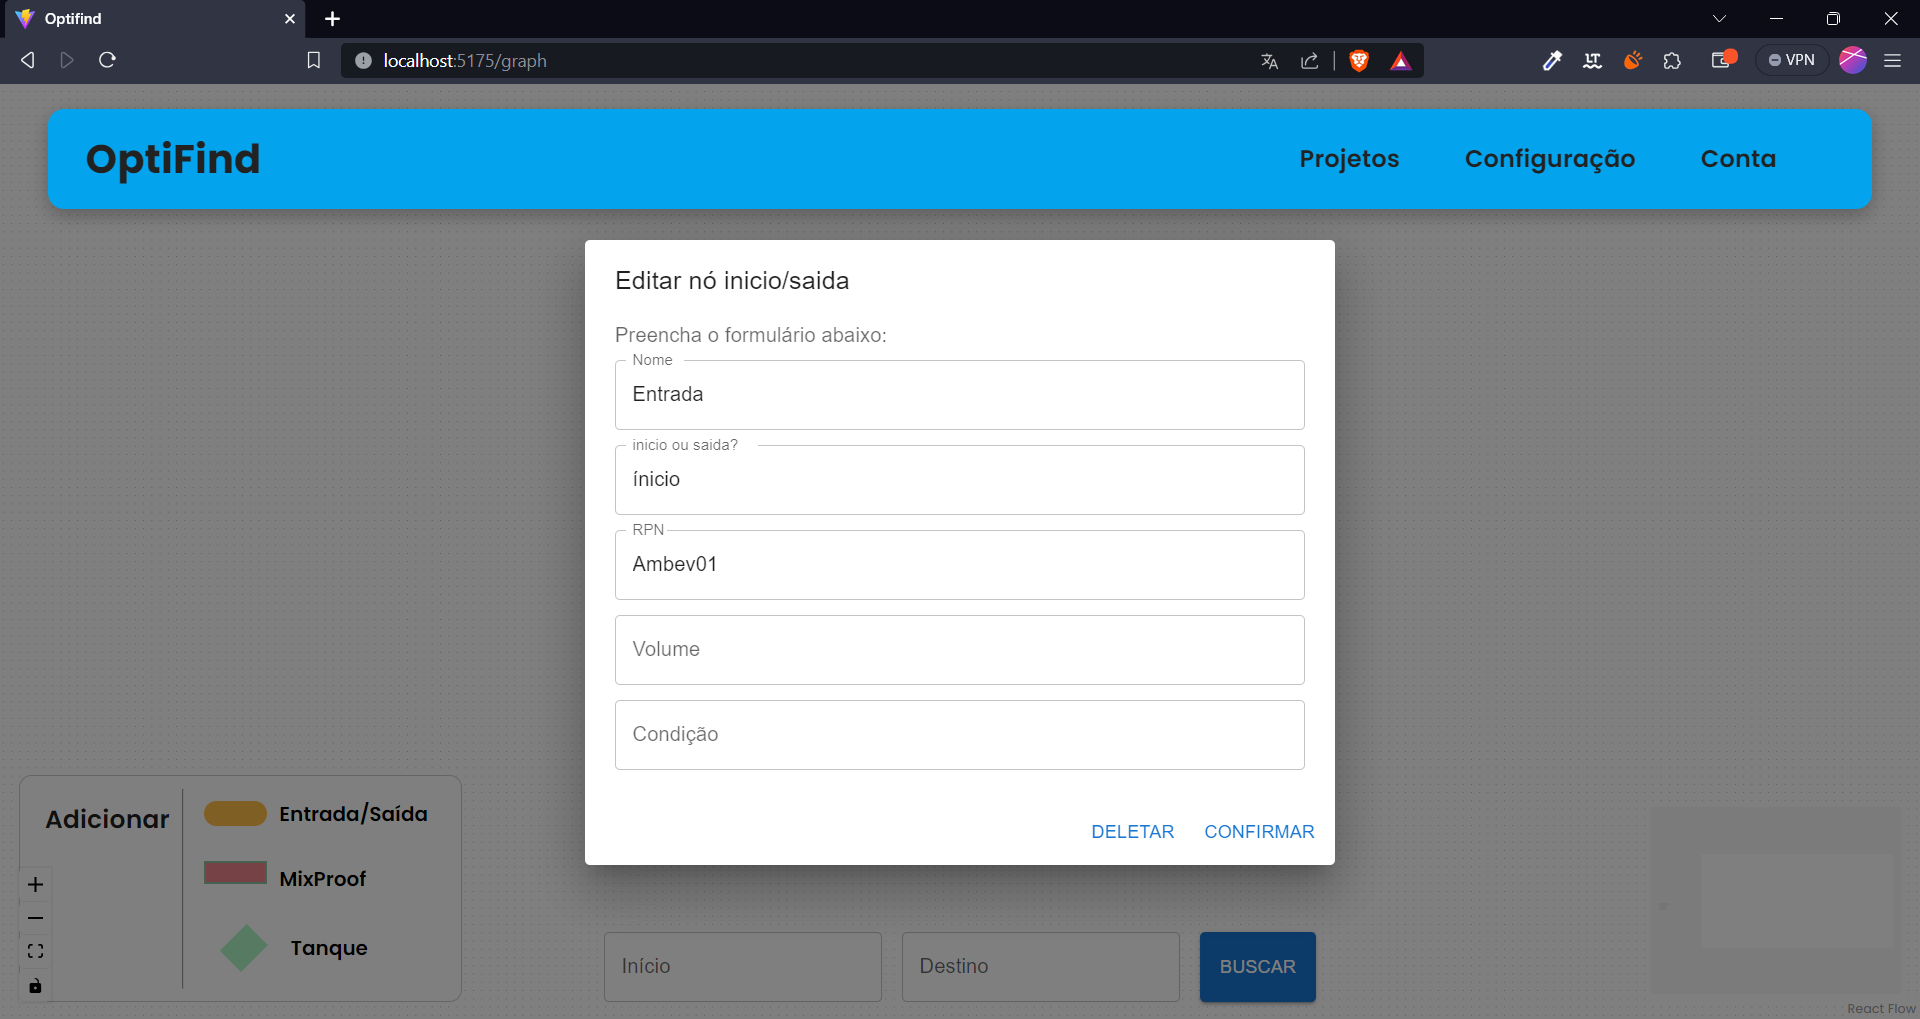 Optifind
localhost:5175/graph
VPN
OptiFind
Projetos
Configuração
Conta
Editar nó inicio/saida
Preencha o formulário abaixo:
Nome
Entrada
inicio ou saida?
ínicio
RPN
Ambev01
Volume
Condição
DELETAR
CONFIRMAR
Adicionar
Entrada/Saída
MixProof
Tanque
Início
Destino
BUSCAR
React Flow